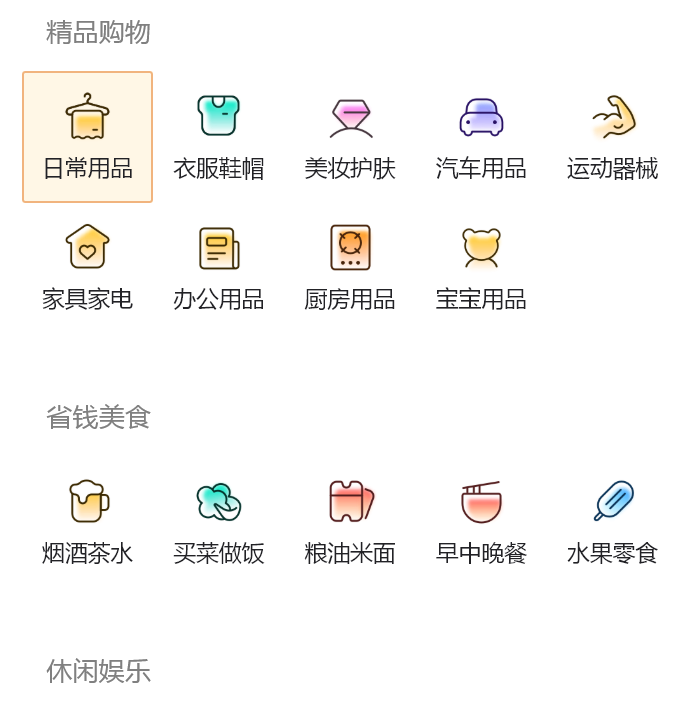 精品购物
日常用品 衣服鞋帽 美妆护肤 汽车用品 运动器械
家具家电 办公用品 厨房用品 宝宝用品
省钱美食
烟酒茶水 买菜做饭 粮油米面 早中晚餐 水果零食
休闲娱乐